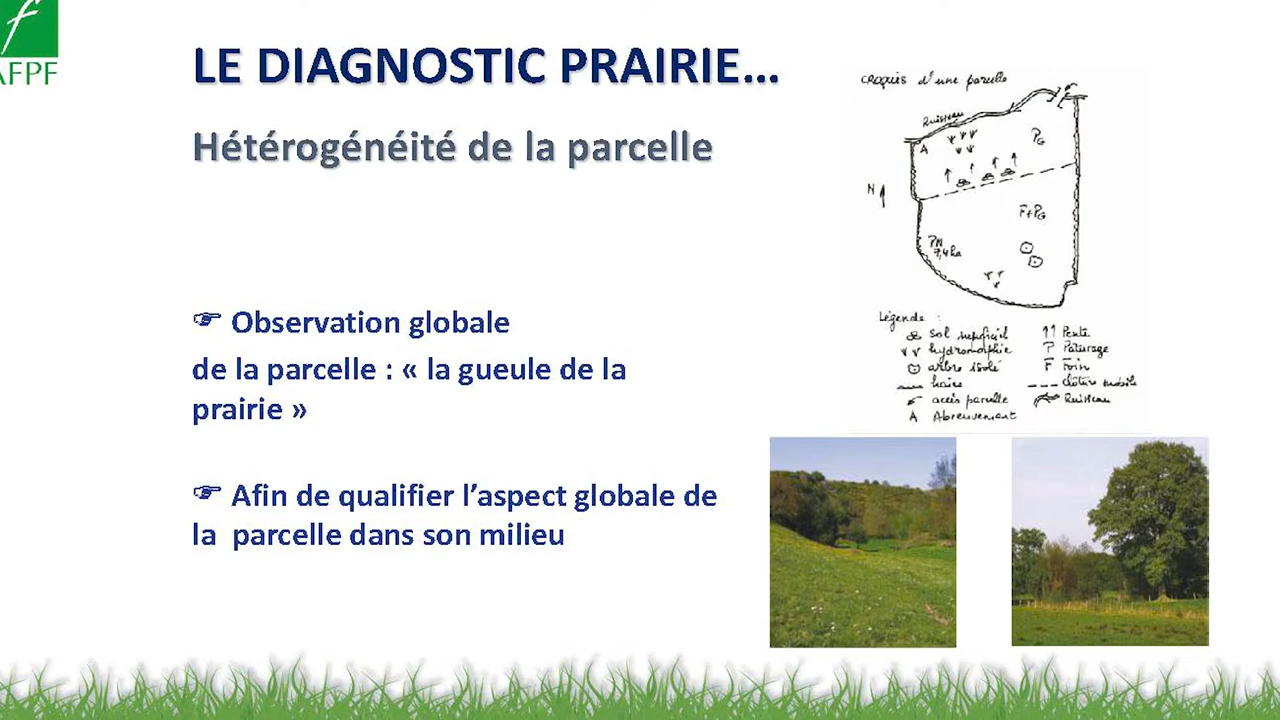 AFPF
LE DIAGNOSTIC PRAIRIE...
Hétérogénéité de la parcelle
☞ Observation globale
de la parcelle : « la gueule de la
prairie »
☞ Afin de qualifier l’aspect globale de
la parcelle dans son milieu
croquis d'une parcelle
Ruisseau
A
PG
N
F+PG
PN
7,4 ha
Légende :
sol superficiel
hydromorphie
arbre isolé
haies
accès parcelle
A Abreuvement
Pente
P Pâturage
F Foin
clôture mobile
Ruisseau